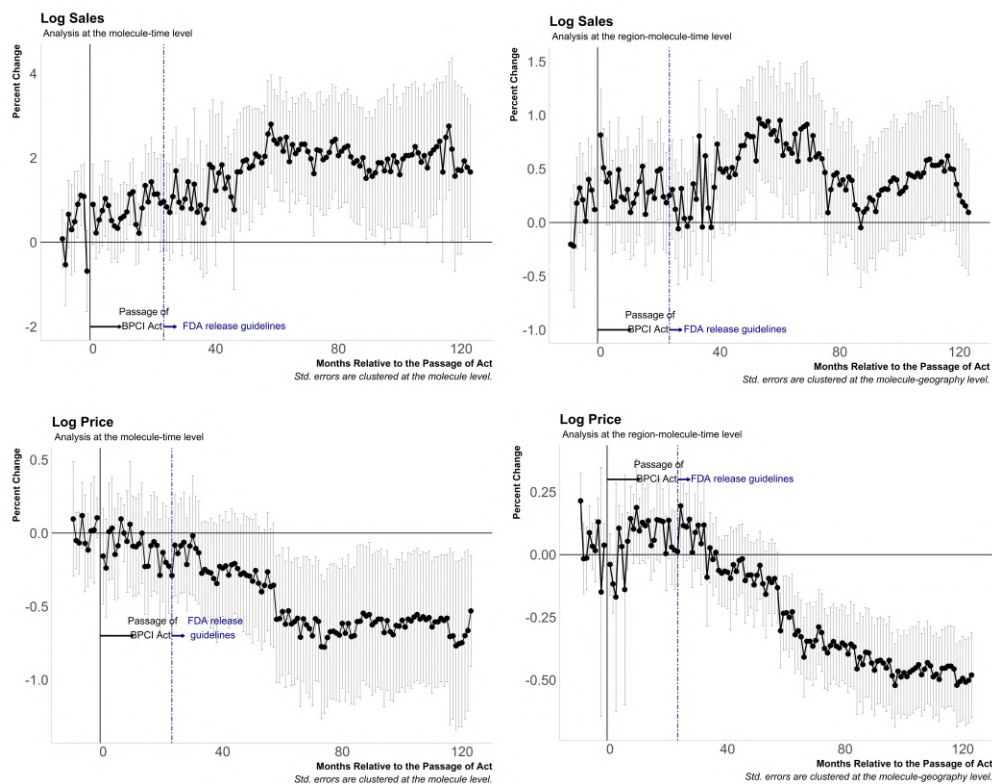 Log Sales
Analysis at the molecule-time level
Percent Change
4
2
0
-2
Passage of
BPCI Act
FDA release guidelines
0
40
80
120
Months Relative to the Passage of Act
Std. errors are clustered at the molecule level.
Log Sales
Analysis at the region-molecule-time level
Percent Change
1.5
1.0
0.5
0.0
-0.5
-1.0
Passage of
BPCI Act
FDA release guidelines
0
40
80
120
Months Relative to the Passage of Act
Std. errors are clustered at the molecule-geography level.
Log Price
Analysis at the molecule-time level
Percent Change
0.5
0.0
-0.5
-1.0
Passage of
BPCI Act
FDA release
guidelines
0
40
80
120
Months Relative to the Passage of Act
Std. errors are clustered at the molecule level.
Log Price
Analysis at the region-molecule-time level
Percent Change
0.25
0.00
-0.25
-0.50
Passage of
BPCI Act
FDA release guidelines
0
40
80
120
Months Relative to the Passage of Act
Std. errors are clustered at the molecule-geography level.